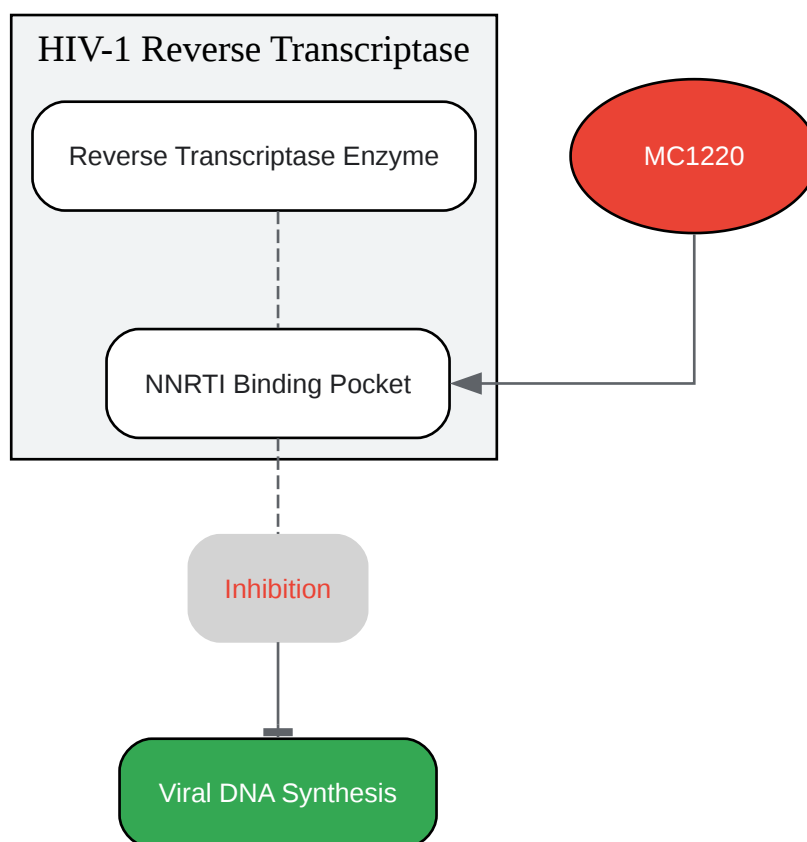 HIV-1 Reverse Transcriptase
Reverse Transcriptase Enzyme
MC1220
NNRTI Binding Pocket
Inhibition
Viral DNA Synthesis